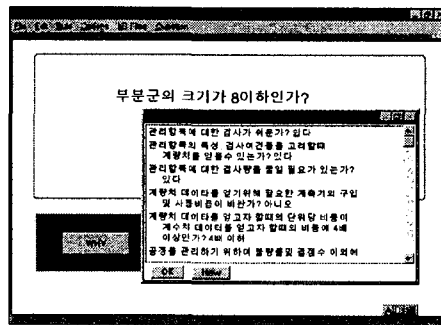 부분군의 크기가 8이하인가?
관리항목에 대한 검사가 쉬운가? 쉽다
관리항목의 특성 검사여건등을 고려할때
계량치를 얻을수 있는가? 있다
관리항목에 대한 검사량을 줄일 필요가 있는가?
있다
계량치 데이타를 얻기위해 필요한 계측기의 구입
및 사용비용이 비싼가? 아니오
계량치 데이타를 얻고자 할때의 단위당 비용이
계수치 데이터를 얻고자 할때의 비용에 4배
이상인가? 4배 이하
공정을 관리하기 위하여 불량률및 결점수 이외에
OK
WHY